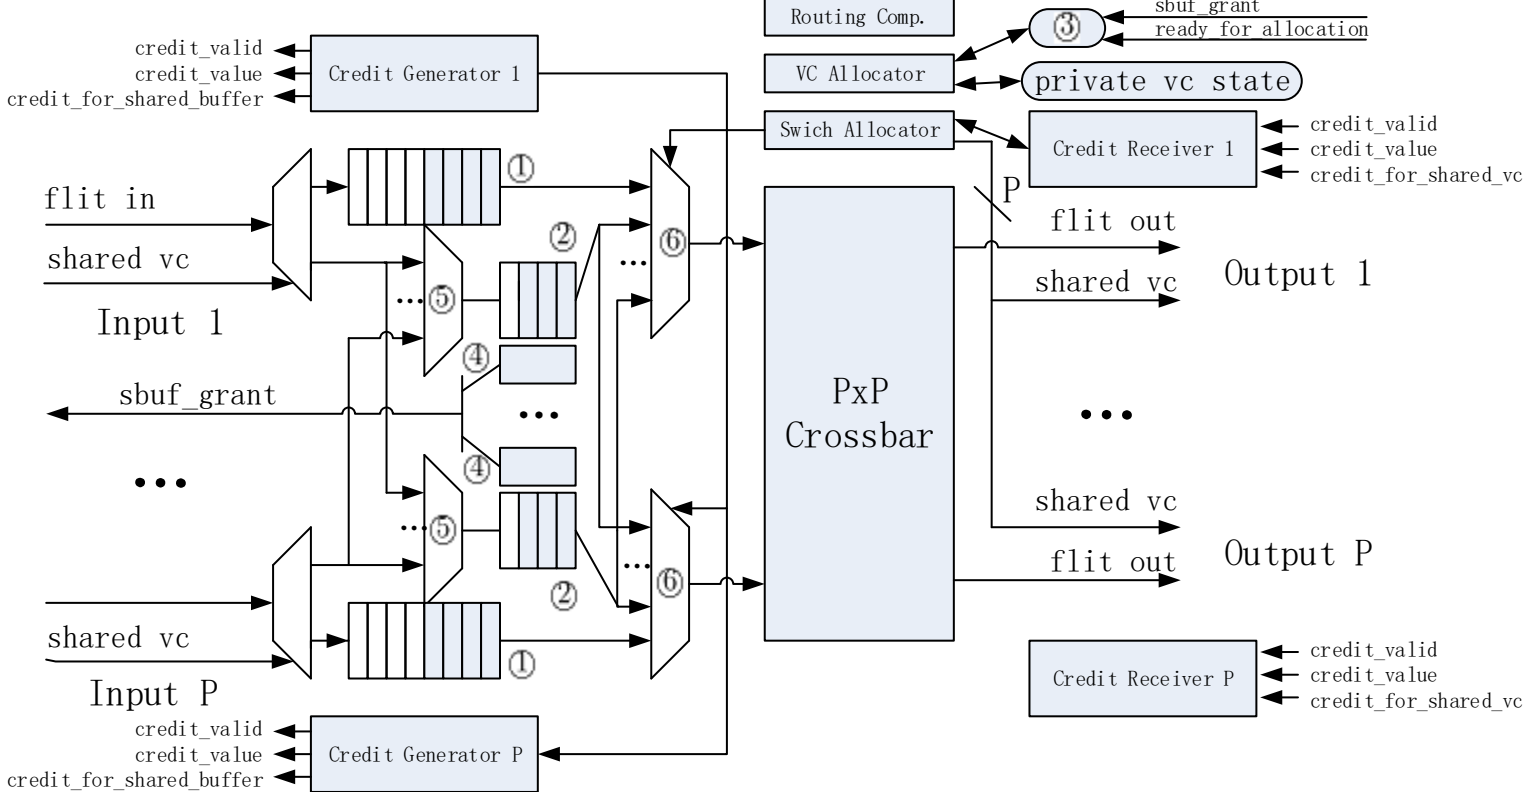 Routing Comp.
sbuf_grant
③
ready_for_allocation
credit_valid
credit_value
credit_for_shared_buffer
Credit Generator 1
VC Allocator
private vc state
Swich Allocator
Credit Receiver 1
credit_valid
credit_value
credit_for_shared_vc
①
flit in
shared vc
Input 1
②
⑥
...
⑤
...
P
flit out
shared vc
Output 1
④
sbuf_grant
...
PxP
Crossbar
...
④
...
⑤
...
②
...
⑥
shared vc
flit out
Output P
shared vc
Input P
①
credit_valid
credit_value
credit_for_shared_vc
Credit Receiver P
credit_valid
credit_value
credit_for_shared_buffer
Credit Generator P